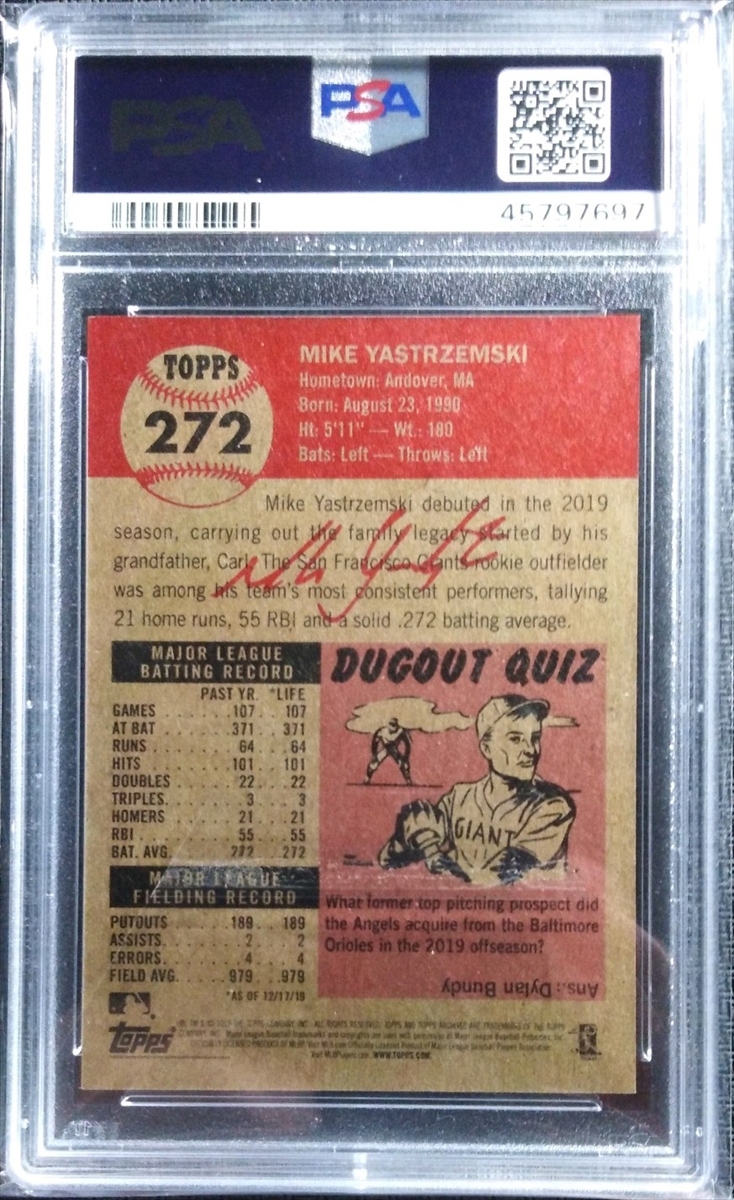 PSA
PSA
45797697
TOPPS
272
MIKE YASTRZEMSKI
Hometown: Andover, MA
Born: August 23, 1990
Ht: 5'11" — Wt.: 180
Bats: Left — Throws: Left
Mike Yastrzemski debuted in the 2019
season, carrying out the family legacy started by his
grandfather, Carl. The San Francisco Giants rookie outfielder
was among his team's most consistent performers, tallying
21 home runs, 55 RBI and a solid .272 batting average.
MAJOR LEAGUE
BATTING RECORD
PAST YR. *LIFE
GAMES 107 107
AT BAT 371 371
RUNS 64 64
HITS 101 101
DOUBLES 22 22
TRIPLES 3 3
HOMERS 21 21
RBI 55 55
BAT. AVG. .272 .272
MAJOR LEAGUE
FIELDING RECORD
PUTOUTS 189 189
ASSISTS 2 2
ERRORS 4 4
FIELD AVG. .979 .979
*AS OF 12/17/19
DUGOUT QUIZ
GIANT
What former top pitching prospect did
the Angels acquire from the Baltimore
Orioles in the 2019 offseason?
Ans.: Dylan Bundy
topps
WWW.TOPPS.COM